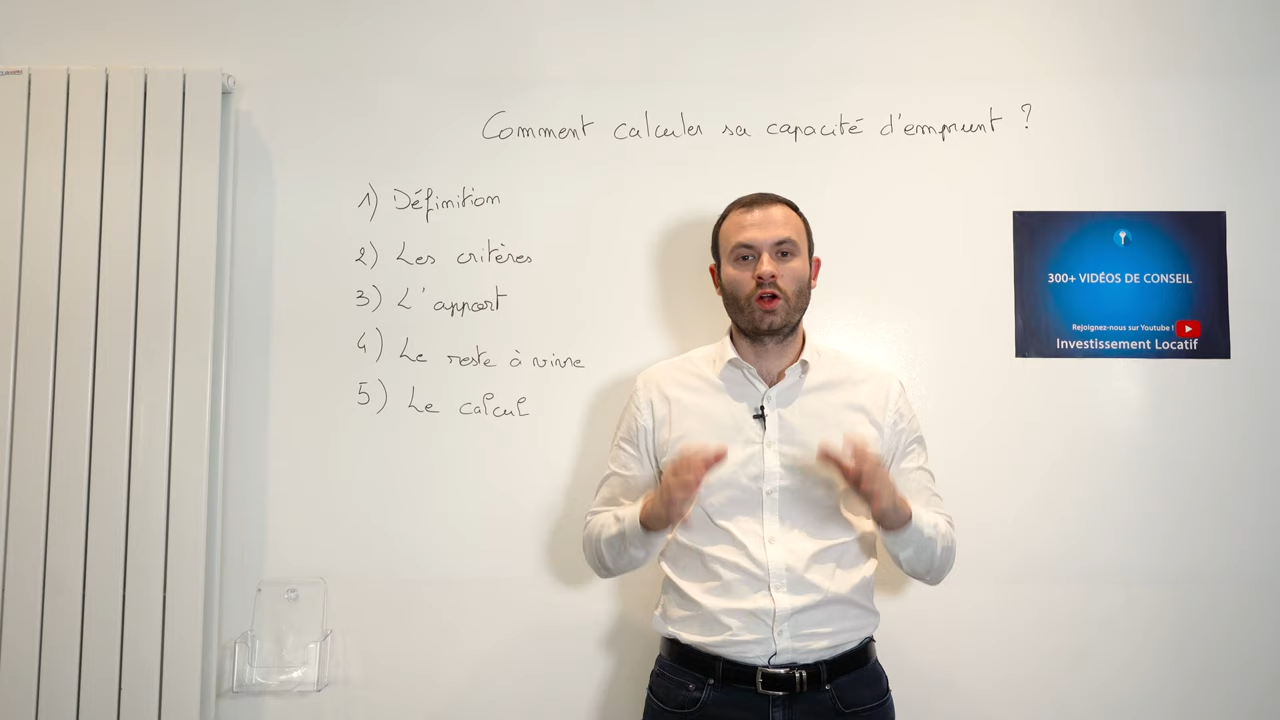 Comment calculer sa capacité d'emprunt ?
1) Définition
2) Les critères
3) L'apport
4) Le reste à vivre
5) Le calcul
300+ VIDÉOS DE CONSEIL
Rejoignez-nous sur Youtube !
Investissement Locatif